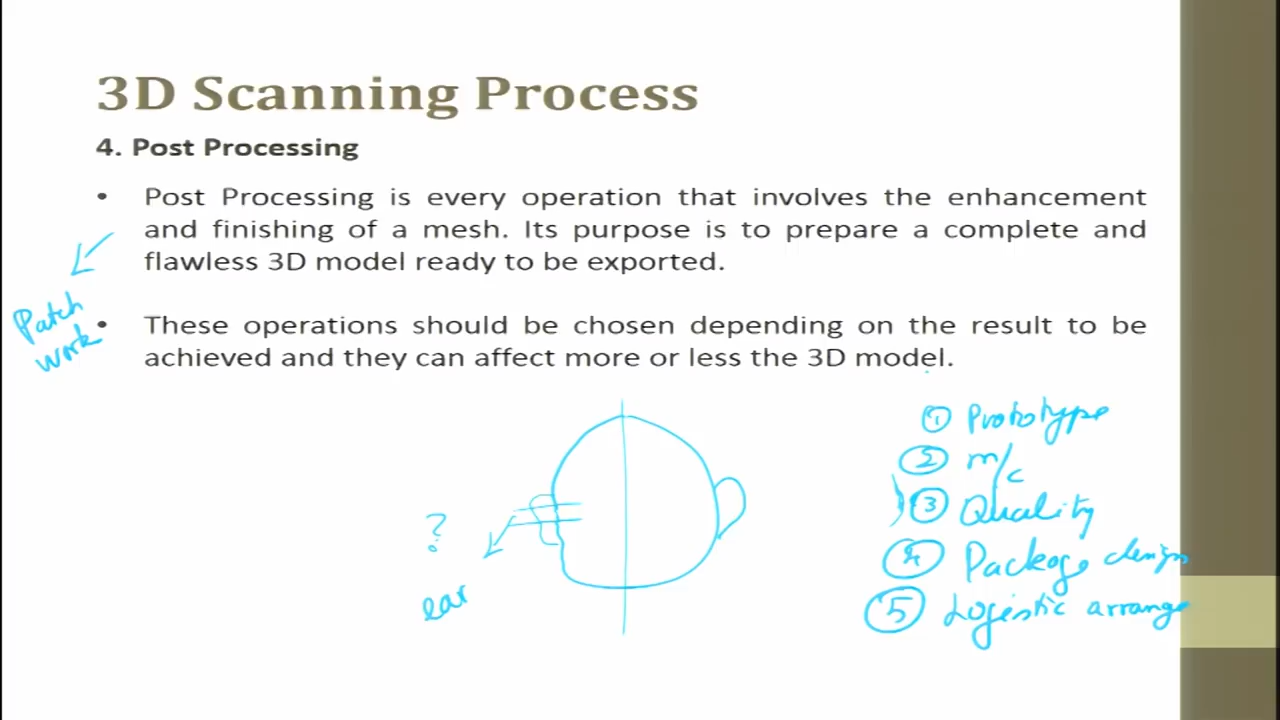 3D Scanning Process
4. Post Processing
• Post Processing is every operation that involves the enhancement
and finishing of a mesh. Its purpose is to prepare a complete and
flawless 3D model ready to be exported.
Patch
work
• These operations should be chosen depending on the result to be
achieved and they can affect more or less the 3D model.
① Prototype
② m/c
③ Quality
④ Package design
⑤ Logistic arrange
?
ear